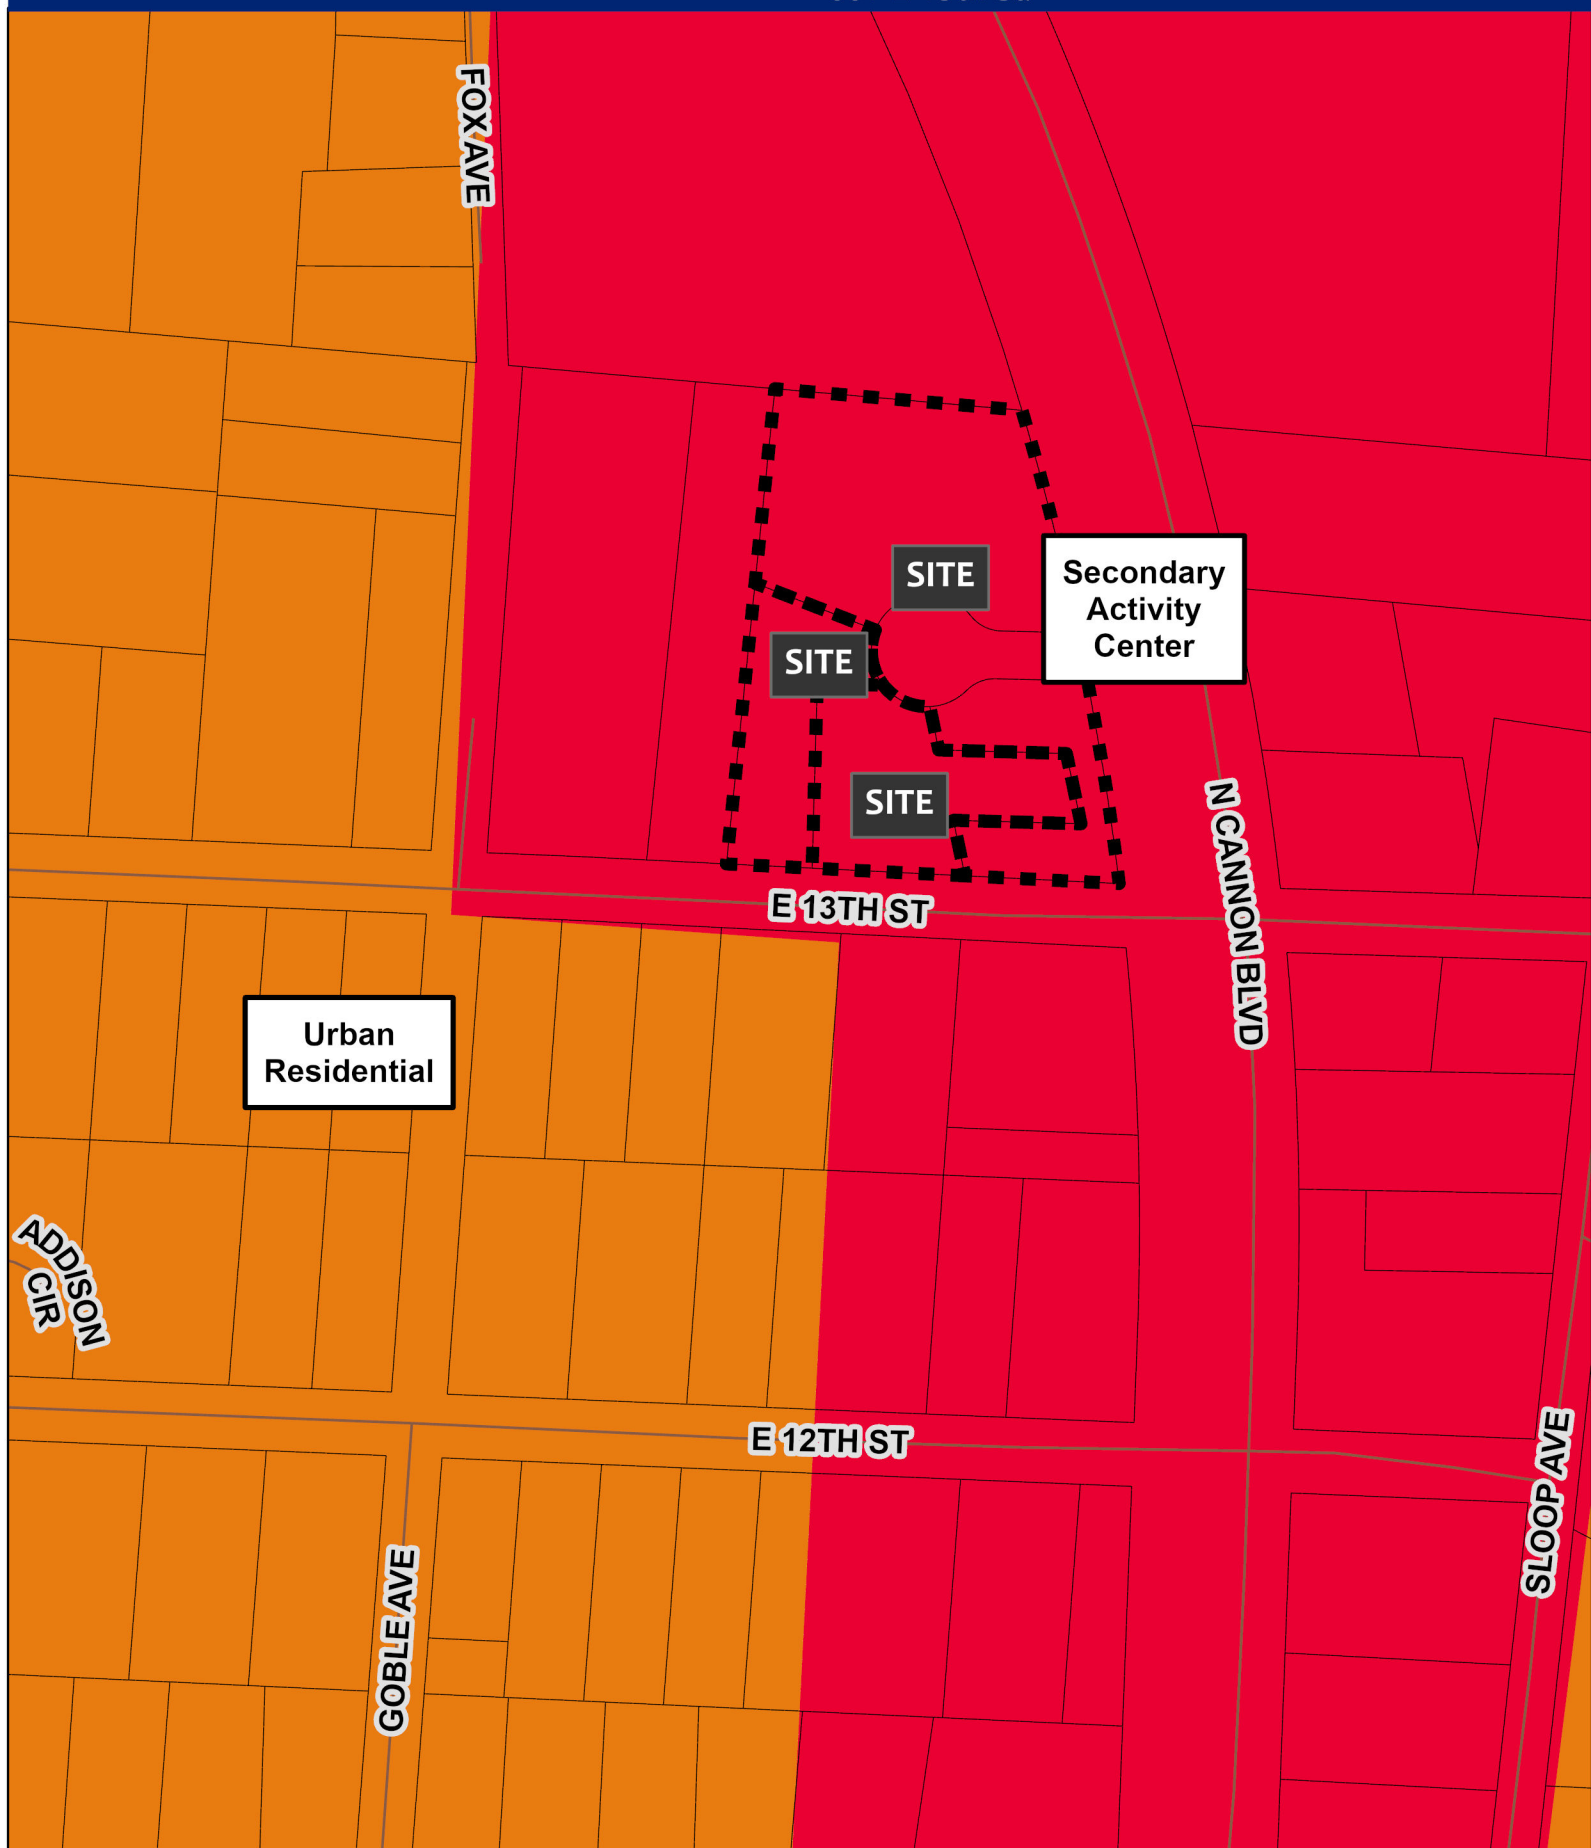 FOX AVE
SITE
Secondary
Activity
Center
SITE
SITE
N CANNON BLVD
E 13TH ST
Urban
Residential
ADDISON
CIR
E 12TH ST
SLOOP AVE
GOBLE AVE